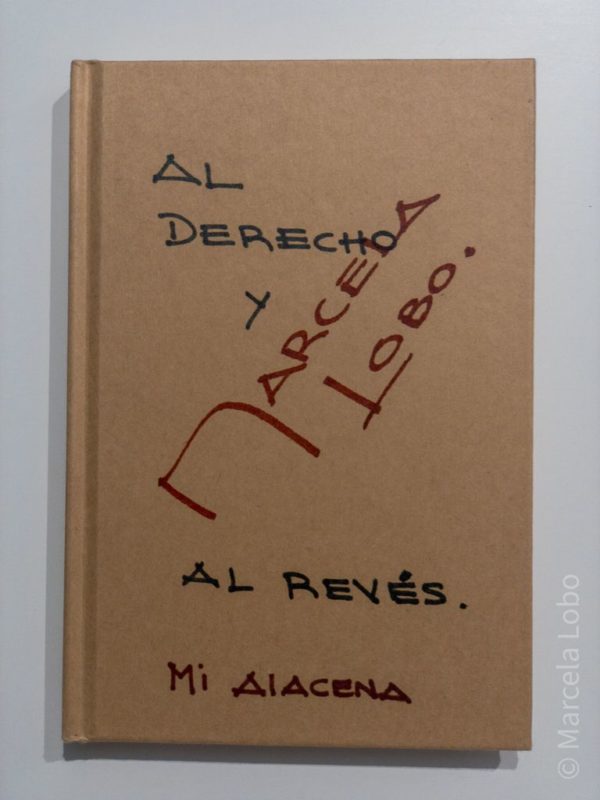 AL
DERECHO
Y
MARCELA
LOBO.
AL REVÉS.
Mi AlACENA
© Marcela Lobo